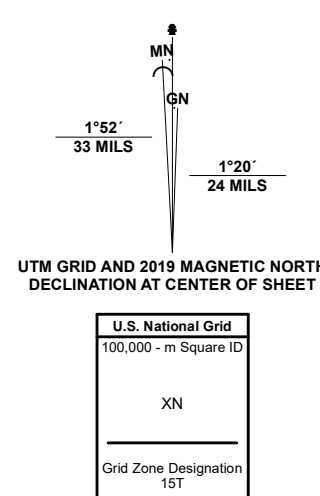 MN
GN
1°52´
33 MILS
1°20´
24 MILS
UTM GRID AND 2019 MAGNETIC NORTH
DECLINATION AT CENTER OF SHEET
U.S. National Grid
100,000 - m Square ID
XN
Grid Zone Designation
15T